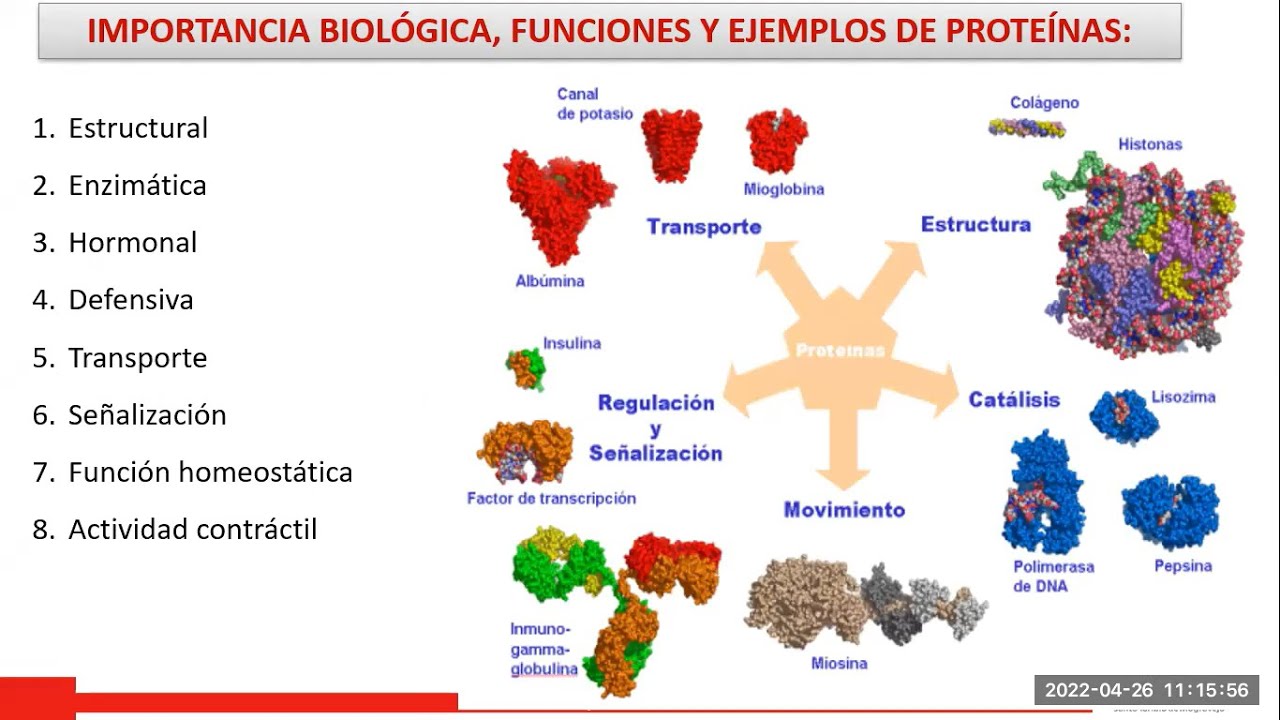 IMPORTANCIA BIOLÓGICA, FUNCIONES Y EJEMPLOS DE PROTEÍNAS:
1. Estructural
2. Enzimática
3. Hormonal
4. Defensiva
5. Transporte
6. Señalización
7. Función homeostática
8. Actividad contráctil
Canal
de potasio
Mioglobina
Albúmina
Transporte
Colágeno
Histonas
Estructura
Proteínas
Insulina
Regulación
y
Señalización
Factor de transcripción
Inmuno-
gamma-
globulina
Movimiento
Miosina
Catálisis
Lisozima
Polimerasa
de DNA
Pepsina
2022-04-26 11:15:56